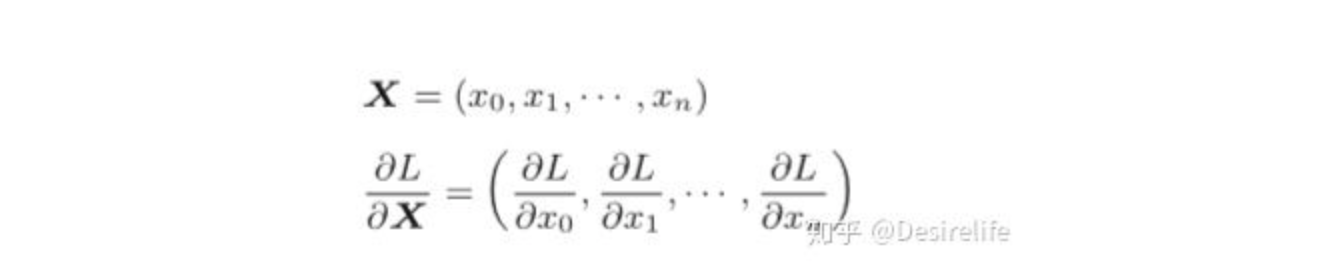 X = (x₀, x₁, ⋯ , xₙ)
∂L/∂X = (∂L/∂x₀, ∂L/∂x₁, ⋯ , ∂L/∂xₙ)
知乎 @Desirelife